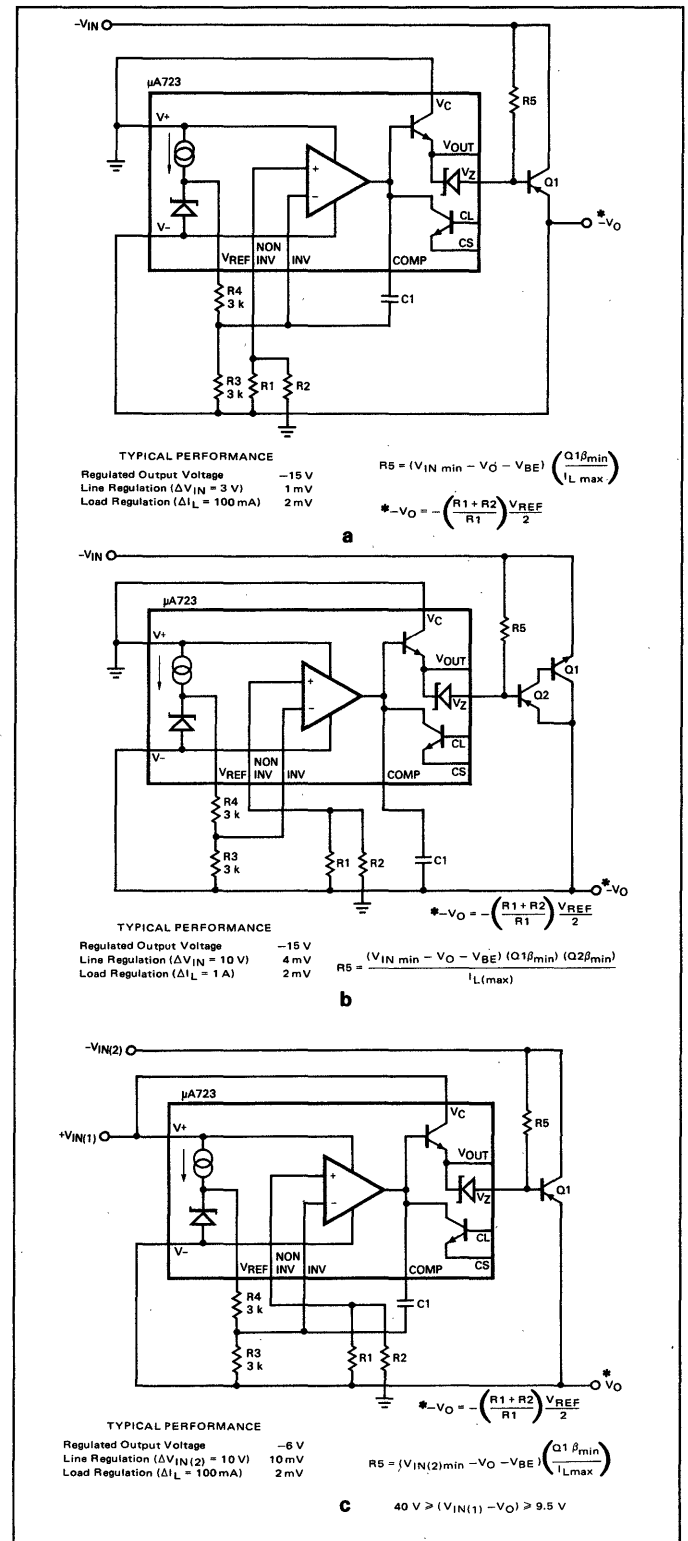 −VIN
µA723
V+
VC
R5
VOUT
VZ
Q1
CL
CS
* −VO
V−
NON
VREF INV INV
COMP
R4
3 k
C1
R3
3 k
R1
R2
TYPICAL PERFORMANCE
Regulated Output Voltage −15 V
Line Regulation (ΔVIN = 3 V) 1 mV
Load Regulation (ΔIL = 100 mA) 2 mV
R5 = (VIN min − VO − VBE) (Q1βmin / IL max)
*−VO = −((R1 + R2) / R1) VREF / 2
a
−VIN
µA723
V+
VC
R5
VOUT
VZ
Q2
Q1
CL
CS
V−
NON
VREF INV INV
COMP
R4
3 k
R3
3 k
R1
R2
C1
* −VO
*−VO = −((R1 + R2) / R1) VREF / 2
TYPICAL PERFORMANCE
Regulated Output Voltage −15 V
Line Regulation (ΔVIN = 10 V) 4 mV
Load Regulation (ΔIL = 1 A) 2 mV
R5 = (VIN min − VO − VBE) (Q1βmin) (Q2βmin) / IL(max)
b
−VIN(2)
µA723
+VIN(1)
V+
VC
R5
VOUT
VZ
Q1
CL
CS
V−
NON
VREF INV INV
COMP
R4
3 k
C1
R3
3 k
R1
R2
* VO
*−VO = −((R1 + R2) / R1) VREF / 2
TYPICAL PERFORMANCE
Regulated Output Voltage −6 V
Line Regulation (ΔVIN(2) = 10 V) 10 mV
Load Regulation (ΔIL = 100 mA) 2 mV
R5 = (VIN(2)min − VO − VBE) (Q1 βmin / ILmax)
c
40 V ≥ (VIN(1) − VO) ≥ 9.5 V